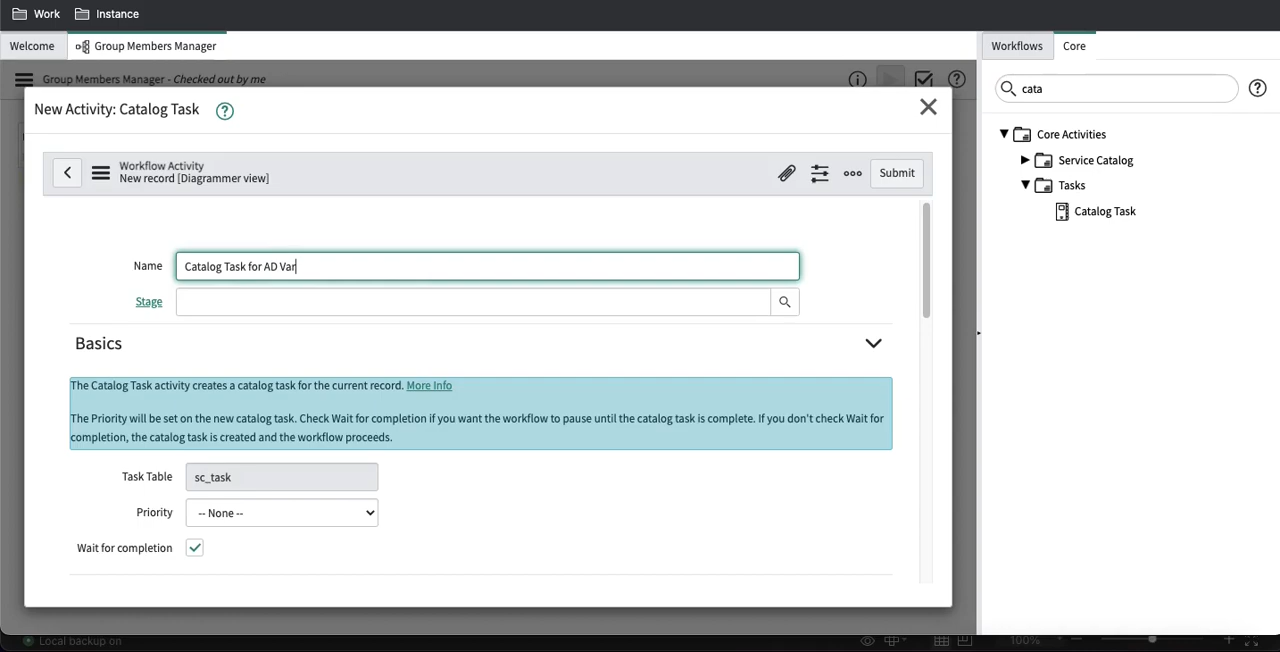 Work Instance
Welcome Group Members Manager
Group Members Manager - Checked out by me
New Activity: Catalog Task
Workflow Activity
New record [Diagrammer view]
Submit
Name Catalog Task for AD Var
Stage
Basics
The Catalog Task activity creates a catalog task for the current record. More Info
The Priority will be set on the new catalog task. Check Wait for completion if you want the workflow to pause until the catalog task is complete. If you don't check Wait for
completion, the catalog task is created and the workflow proceeds.
Task Table sc_task
Priority -- None --
Wait for completion
Workflows Core
cata
Core Activities
Service Catalog
Tasks
Catalog Task
Local backup on
100%